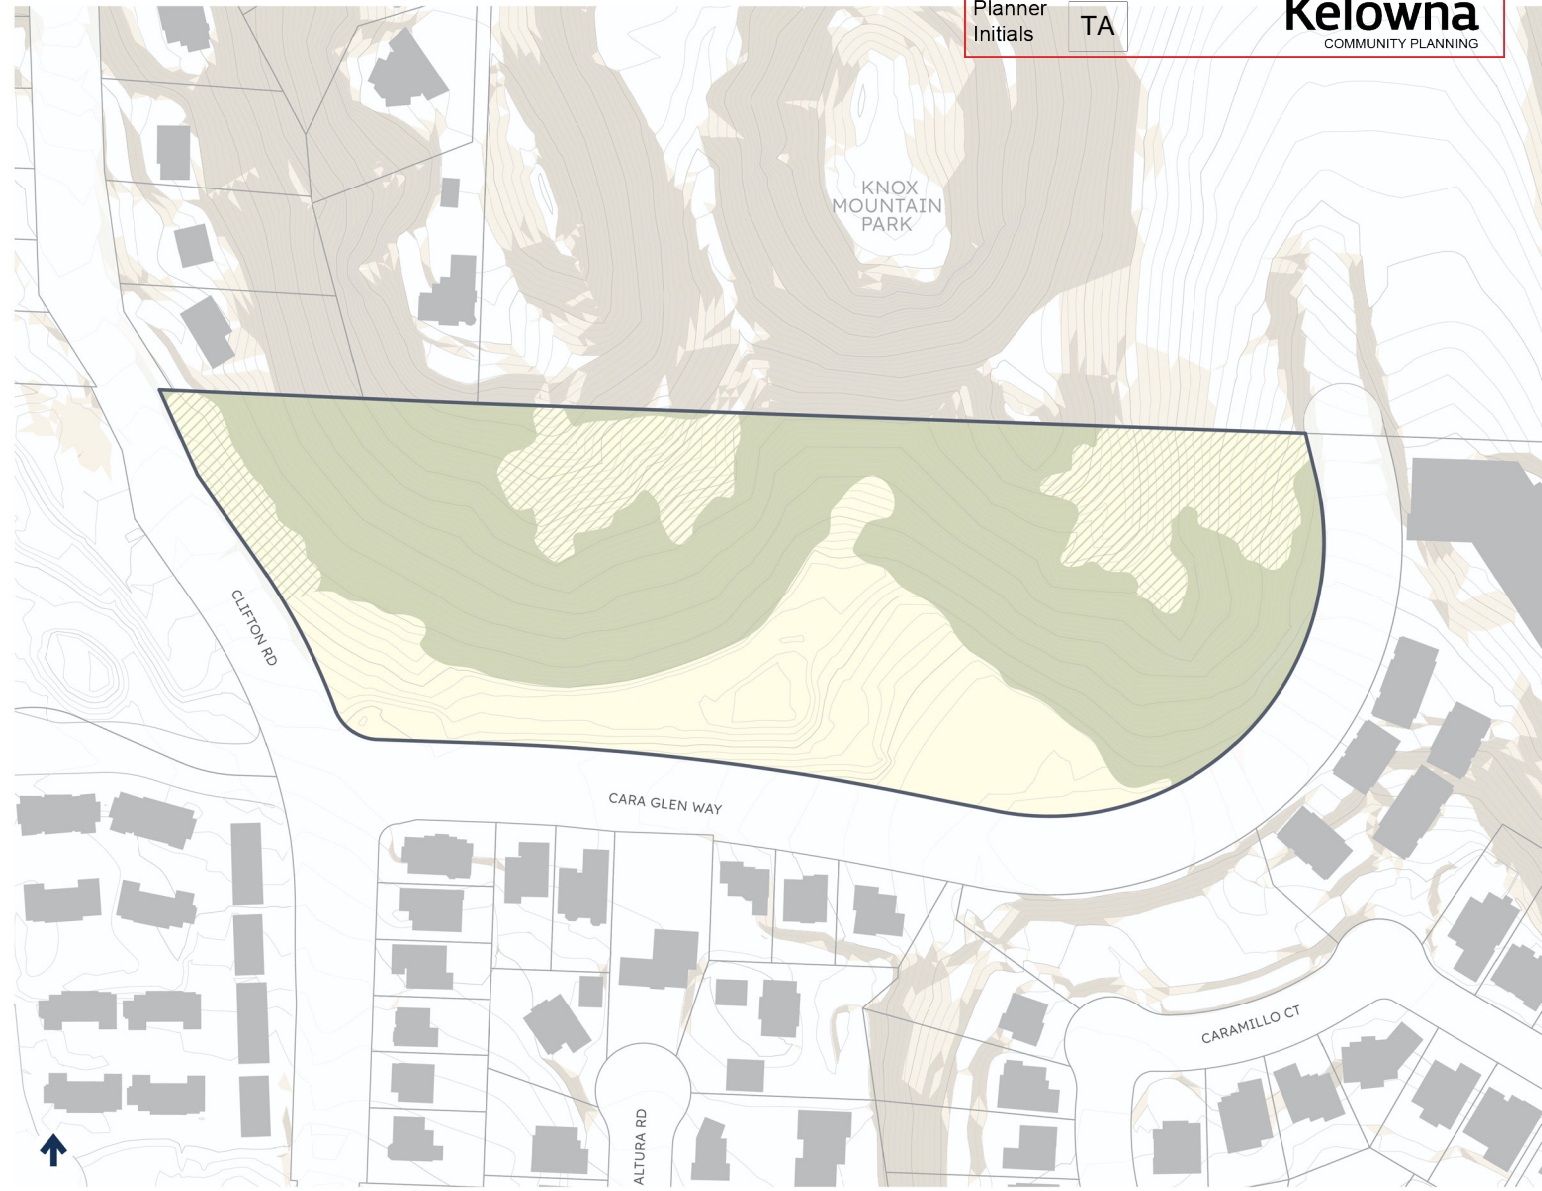 Planner
Initials
TA
Kelowna
COMMUNITY PLANNING
KNOX
MOUNTAIN
PARK
CLIFTON RD
CARA GLEN WAY
CARAMILLO CT
ALTURA RD